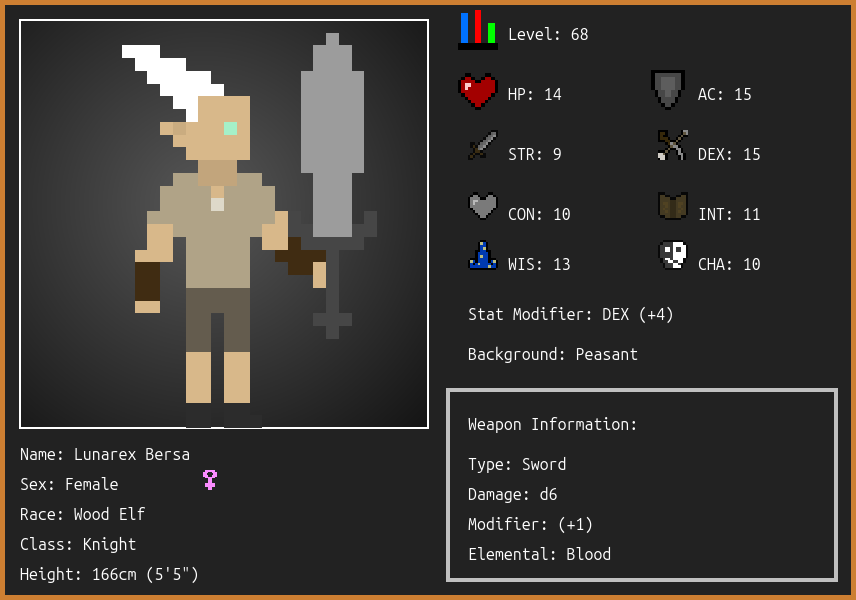 Level: 68
HP: 14
AC: 15
STR: 9
DEX: 15
CON: 10
INT: 11
WIS: 13
CHA: 10
Stat Modifier: DEX (+4)
Background: Peasant
Weapon Information:
Type: Sword
Damage: d6
Modifier: (+1)
Elemental: Blood
Name: Lunarex Bersa
Sex: Female
Race: Wood Elf
Class: Knight
Height: 166cm (5'5")